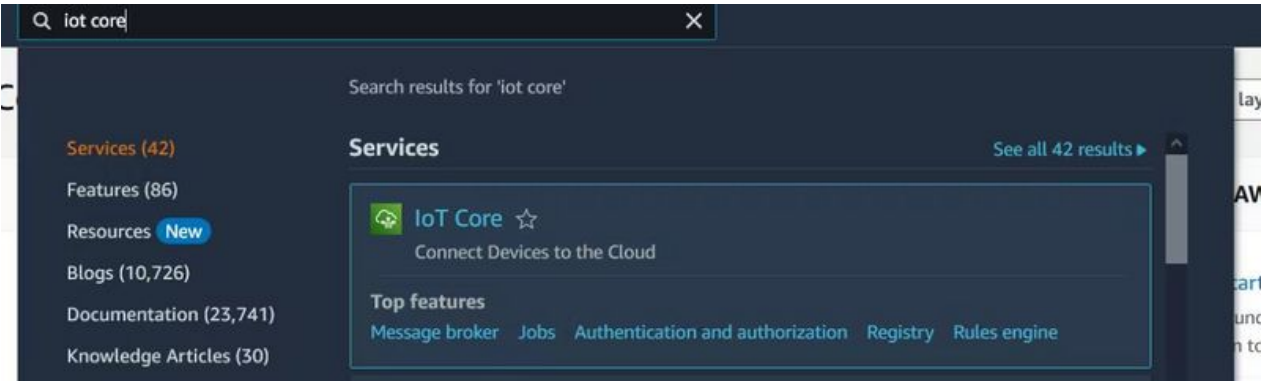 iot core
Search results for 'iot core'
Services (42)
Features (86)
Resources New
Blogs (10,726)
Documentation (23,741)
Knowledge Articles (30)
Services
See all 42 results ▶
IoT Core
Connect Devices to the Cloud
Top features
Message broker Jobs Authentication and authorization Registry Rules engine
lay